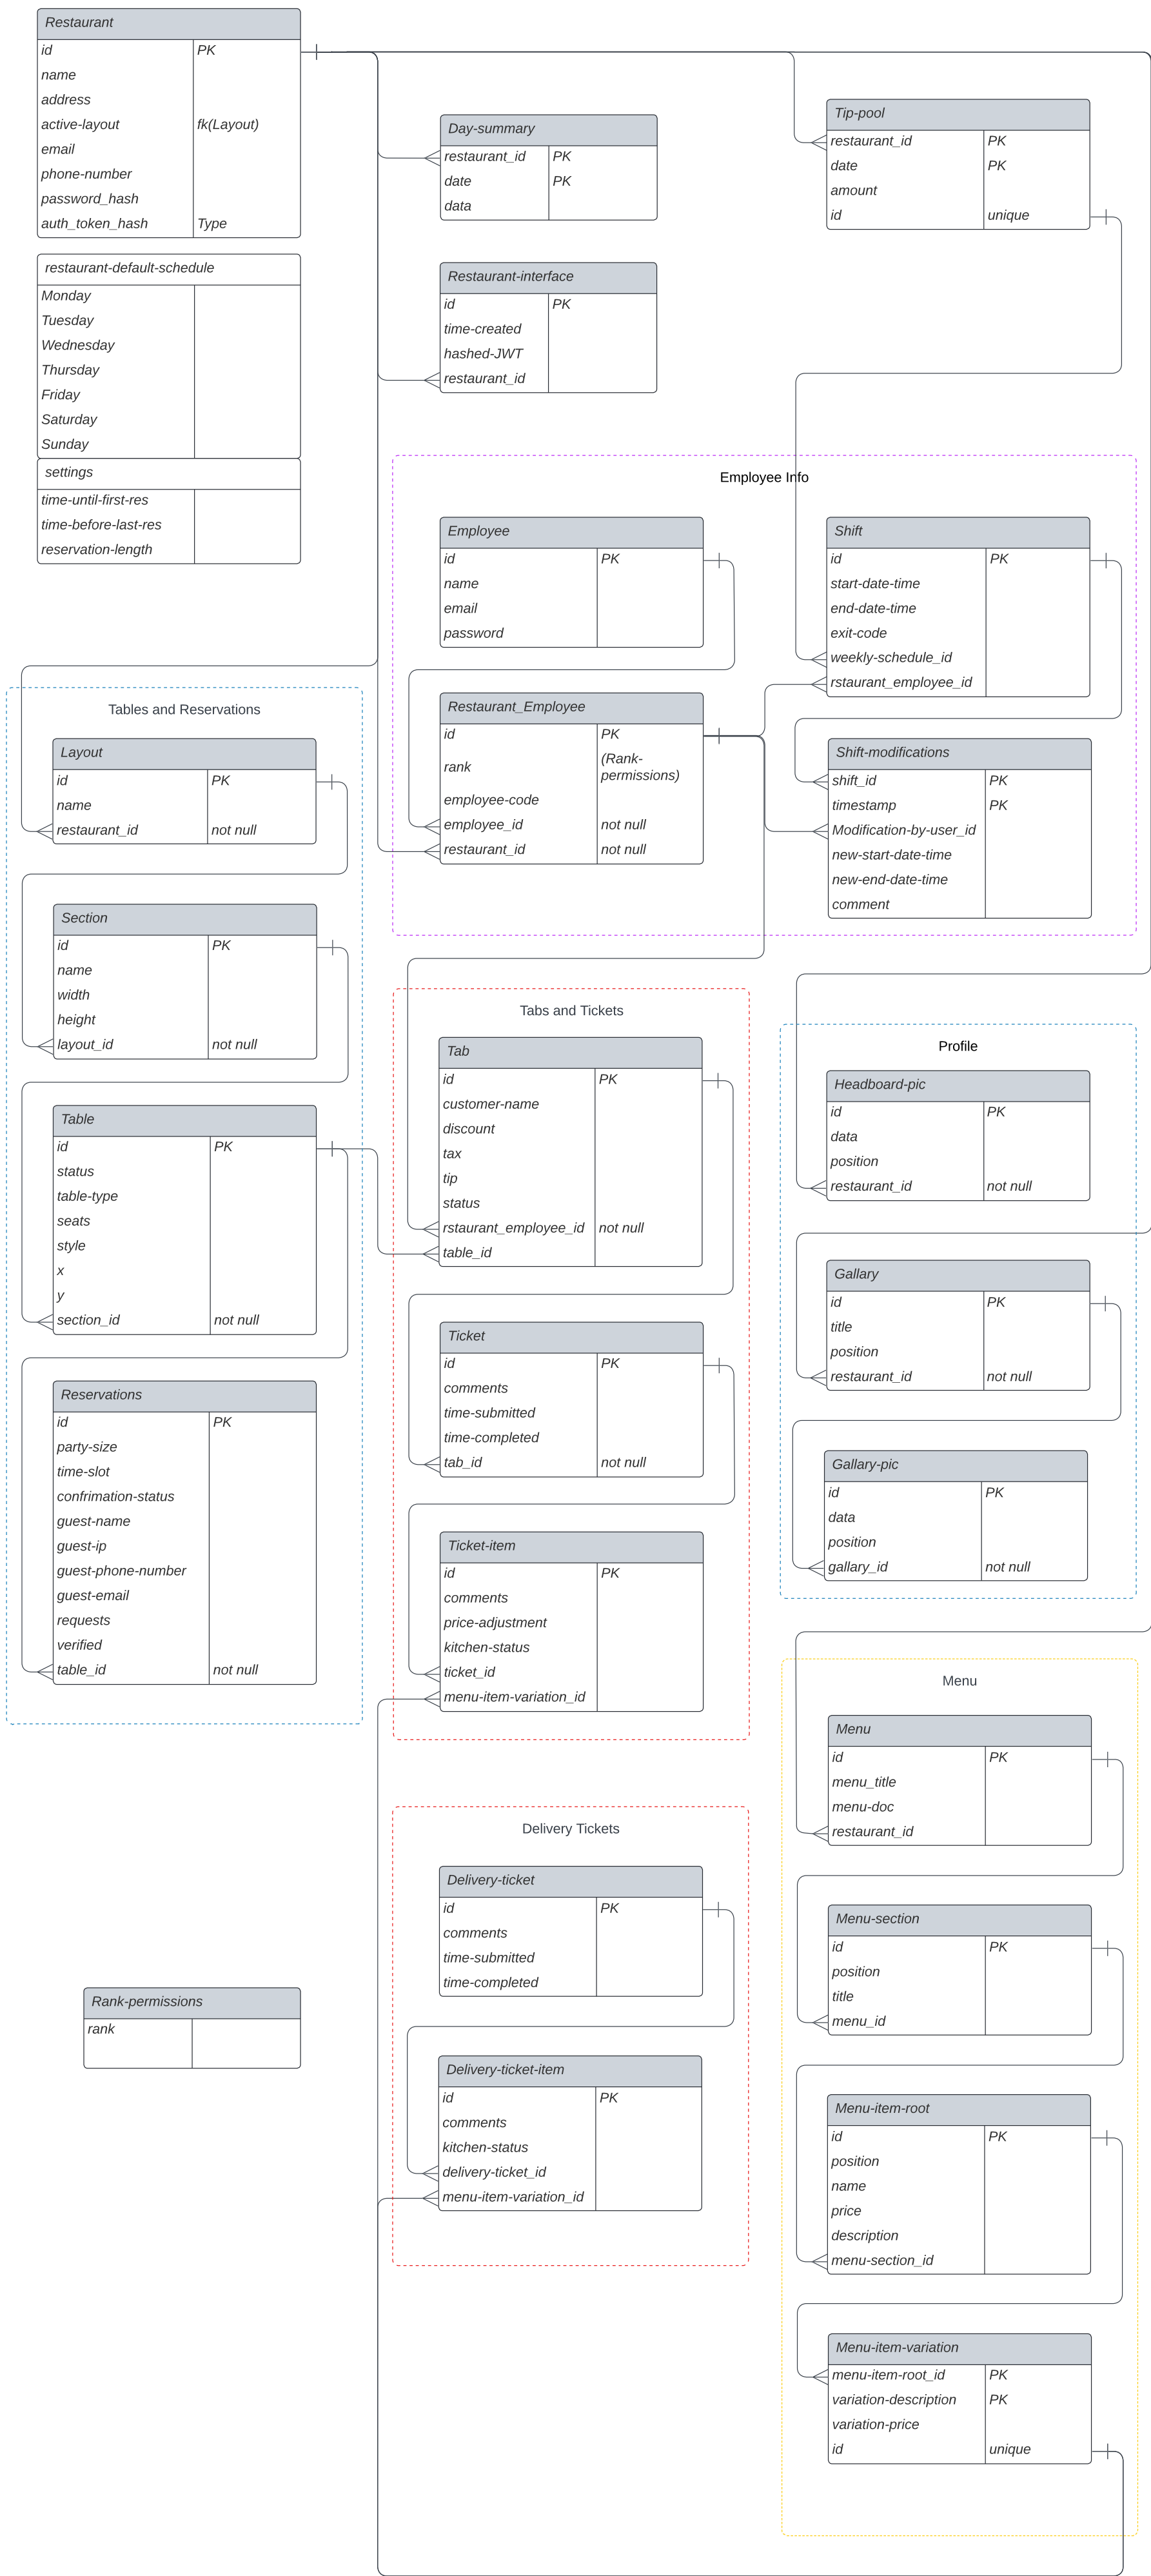 Restaurant
id PK
name
address
active-layout fk(Layout)
email
phone-number
password_hash
auth_token_hash Type
restaurant-default-schedule
Monday
Tuesday
Wednesday
Thursday
Friday
Saturday
Sunday
settings
time-until-first-res
time-before-last-res
reservation-length
Day-summary
restaurant_id PK
date PK
data
Tip-pool
restaurant_id PK
date PK
amount
id unique
Restaurant-interface
id PK
time-created
hashed-JWT
restaurant_id
Employee Info
Employee
id PK
name
email
password
Shift
id PK
start-date-time
end-date-time
exit-code
weekly-schedule_id
rstaurant_employee_id
Restaurant_Employee
id PK
rank (Rank-
permissions)
employee-code
employee_id not null
restaurant_id not null
Shift-modifications
shift_id PK
timestamp PK
Modification-by-user_id
new-start-date-time
new-end-date-time
comment
Tables and Reservations
Layout
id PK
name
restaurant_id not null
Section
id PK
name
width
height
layout_id not null
Table
id PK
status
table-type
seats
style
x
y
section_id not null
Reservations
id PK
party-size
time-slot
confrimation-status
guest-name
guest-ip
guest-phone-number
guest-email
requests
verified
table_id not null
Tabs and Tickets
Tab
id PK
customer-name
discount
tax
tip
status
rstaurant_employee_id not null
table_id
Ticket
id PK
comments
time-submitted
time-completed
tab_id not null
Ticket-item
id PK
comments
price-adjustment
kitchen-status
ticket_id
menu-item-variation_id
Profile
Headboard-pic
id PK
data
position
restaurant_id not null
Gallary
id PK
title
position
restaurant_id not null
Gallary-pic
id PK
data
position
gallary_id not null
Menu
Menu
id PK
menu_title
menu-doc
restaurant_id
Menu-section
id PK
position
title
menu_id
Menu-item-root
id PK
position
name
price
description
menu-section_id
Menu-item-variation
menu-item-root_id PK
variation-description PK
variation-price
id unique
Delivery Tickets
Delivery-ticket
id PK
comments
time-submitted
time-completed
Delivery-ticket-item
id PK
comments
kitchen-status
delivery-ticket_id
menu-item-variation_id
Rank-permissions
rank